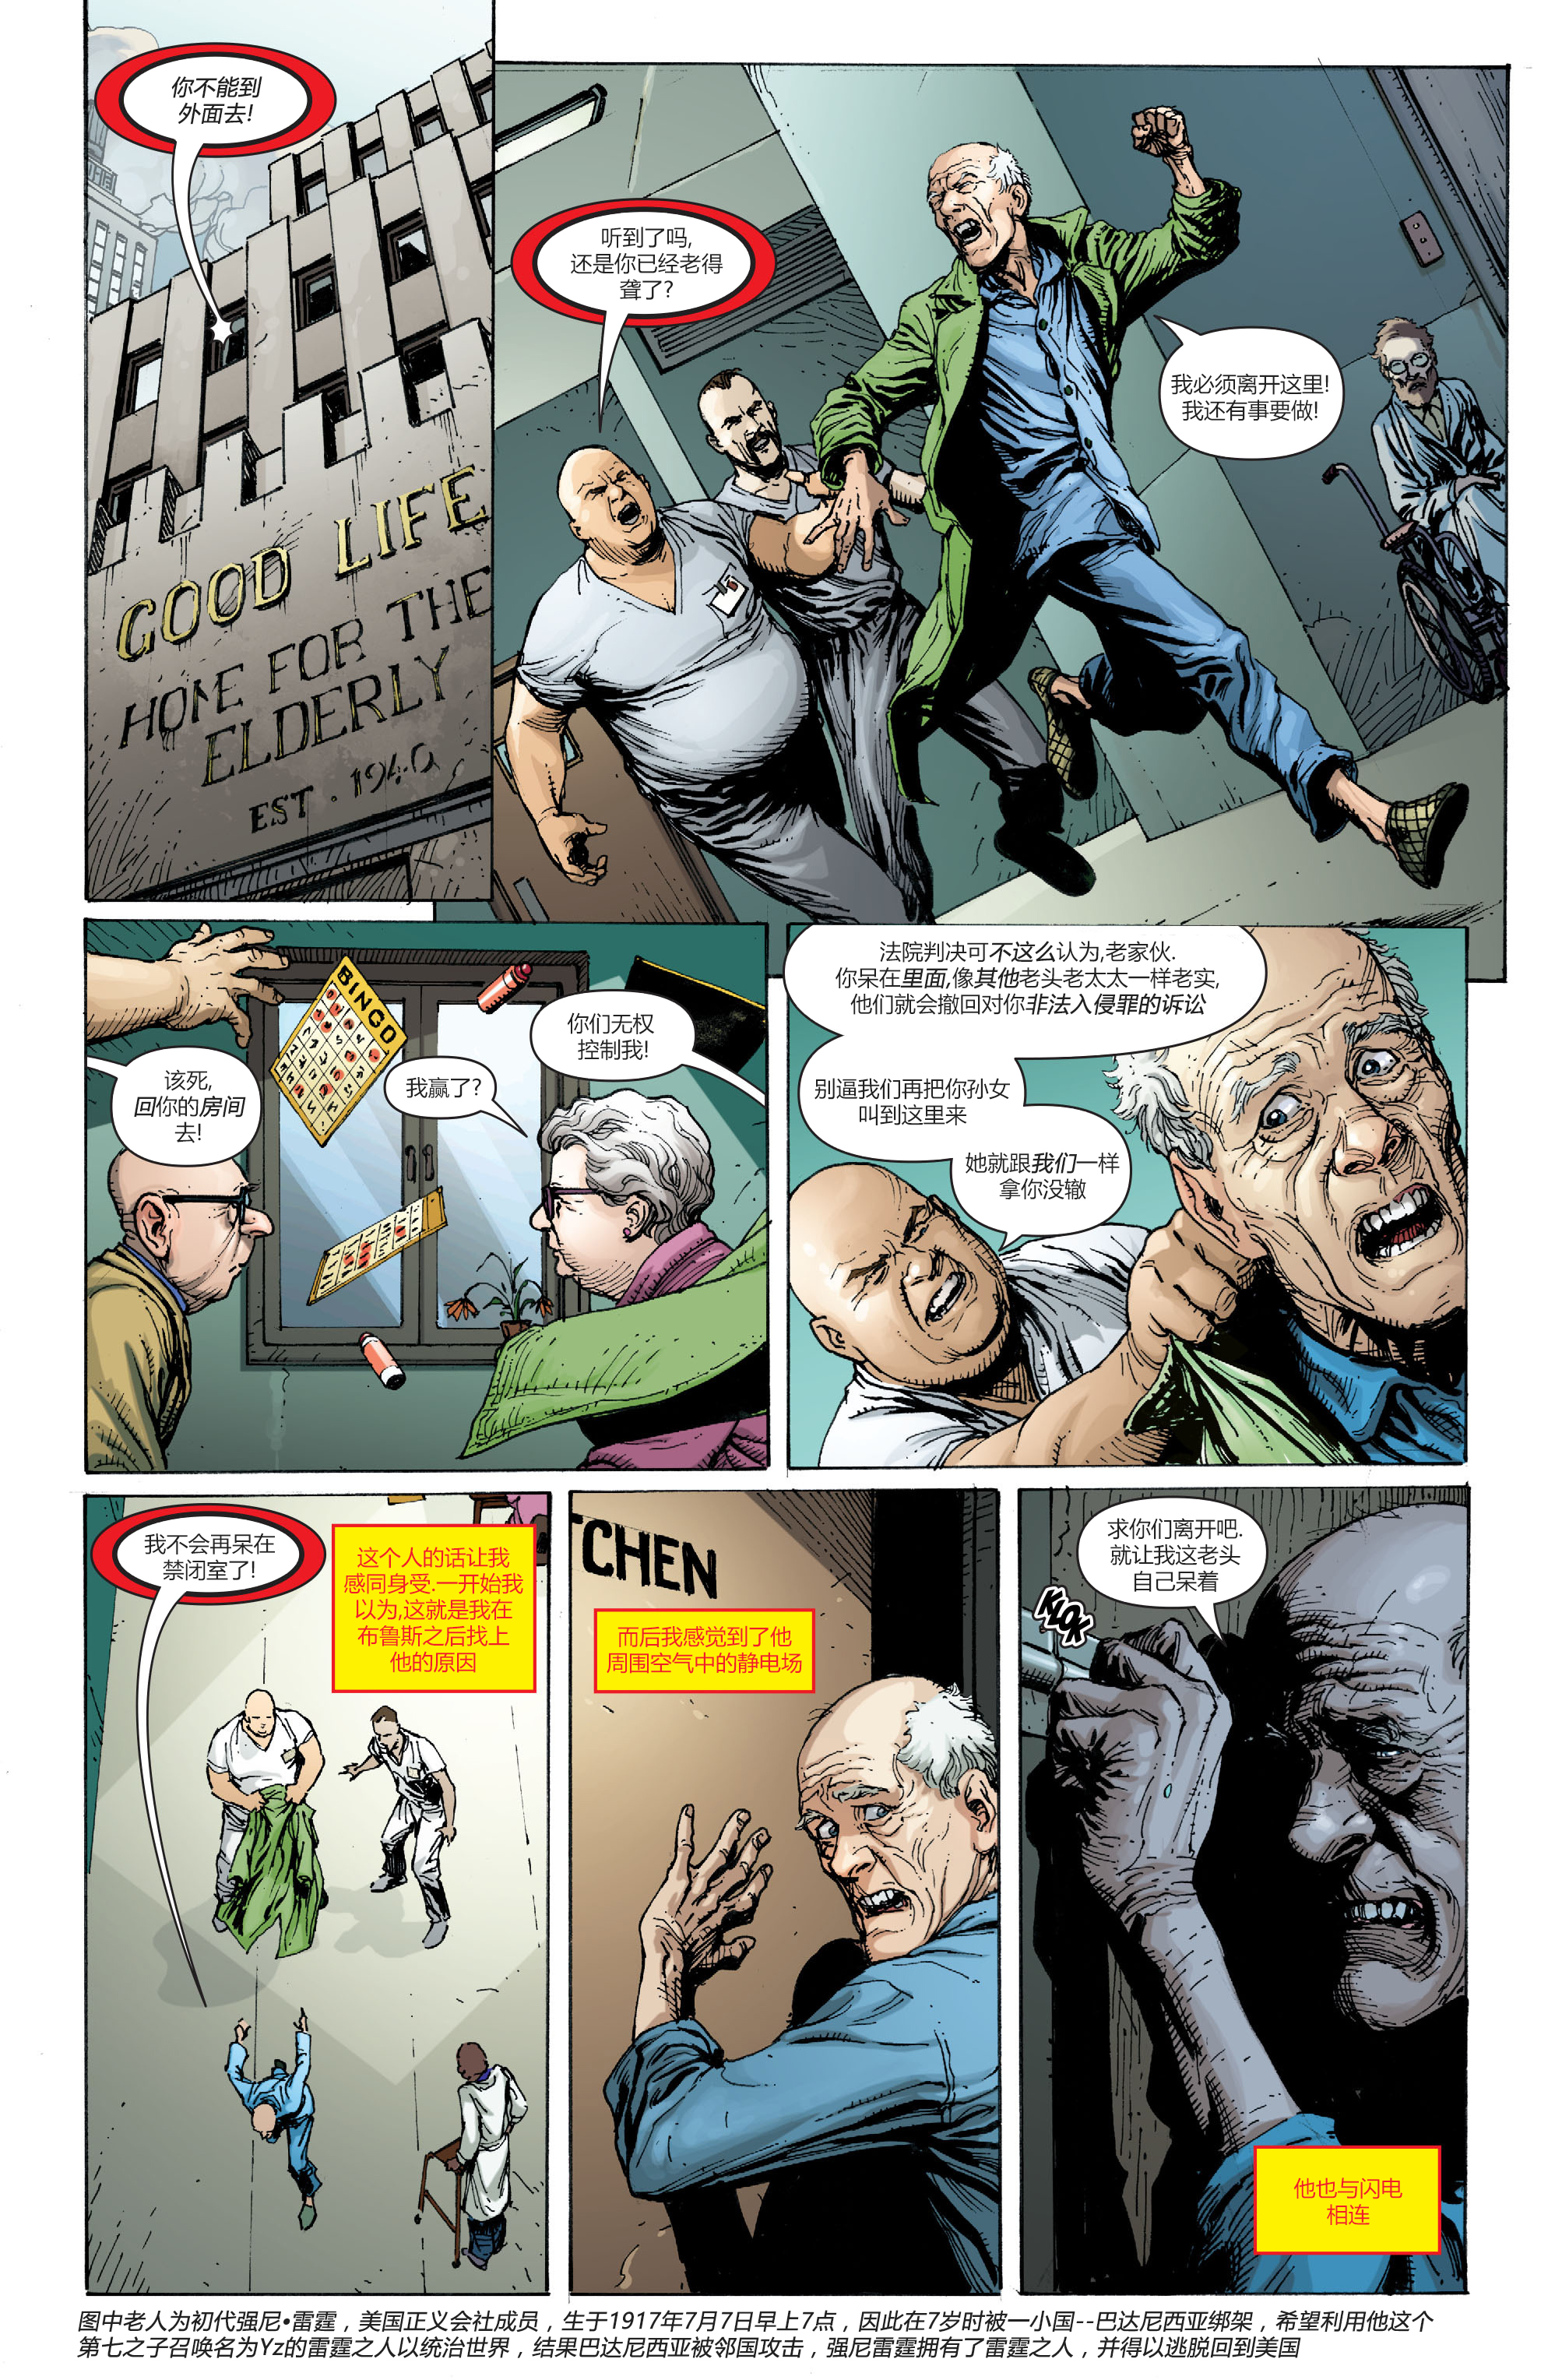 你不能到
外面去!
GOOD LIFE
HOME FOR THE
ELDERLY
EST. 1940
听到了吗,
还是你已经老得
聋了?
我必须离开这里!
我还有事要做!
该死,
回你的房间
去!
BINGO
我赢了?
你们无权
控制我!
法院判决可不这么认为,老家伙.
你呆在里面,像其他老头老太太一样老实,
他们就会撤回对你非法入侵罪的诉讼
别逼我们再把你孙女
叫到这里来
她就跟我们一样
拿你没辙
我不会再呆在
禁闭室了!
这个人的话让我
感同身受.一开始我
以为,这就是我在
布鲁斯之后找上
他的原因
TCHEN
而后我感觉到了他
周围空气中的静电场
求你们离开吧.
就让我这老头
自己呆着
KLOK
他也与闪电
相连
图中老人为初代强尼•雷霆，美国正义会社成员，生于1917年7月7日早上7点，因此在7岁时被一小国--巴达尼西亚绑架，希望利用他这个
第七之子召唤名为Yz的雷霆之人以统治世界，结果巴达尼西亚被邻国攻击，强尼雷霆拥有了雷霆之人，并得以逃脱回到美国